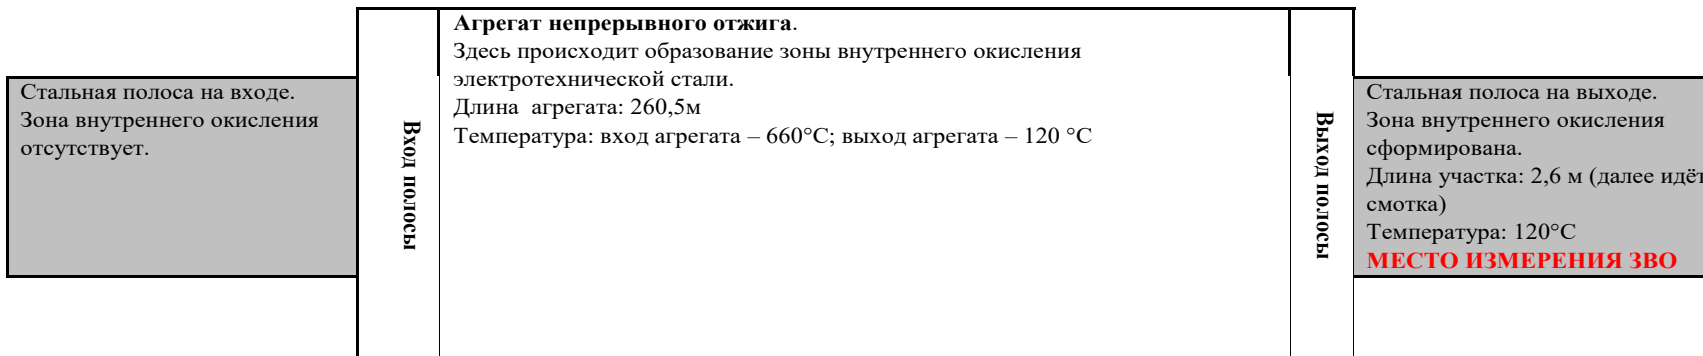 Стальная полоса на входе.
Зона внутреннего окисления
отсутствует.
Вход полосы
Агрегат непрерывного отжига.
Здесь происходит образование зоны внутреннего окисления
электротехнической стали.
Длина агрегата: 260,5м
Температура: вход агрегата – 660°С; выход агрегата – 120 °С
Выход полосы
Стальная полоса на выходе.
Зона внутреннего окисления
сформирована.
Длина участка: 2,6 м (далее идёт
смотка)
Температура: 120°С
МЕСТО ИЗМЕРЕНИЯ ЗВО